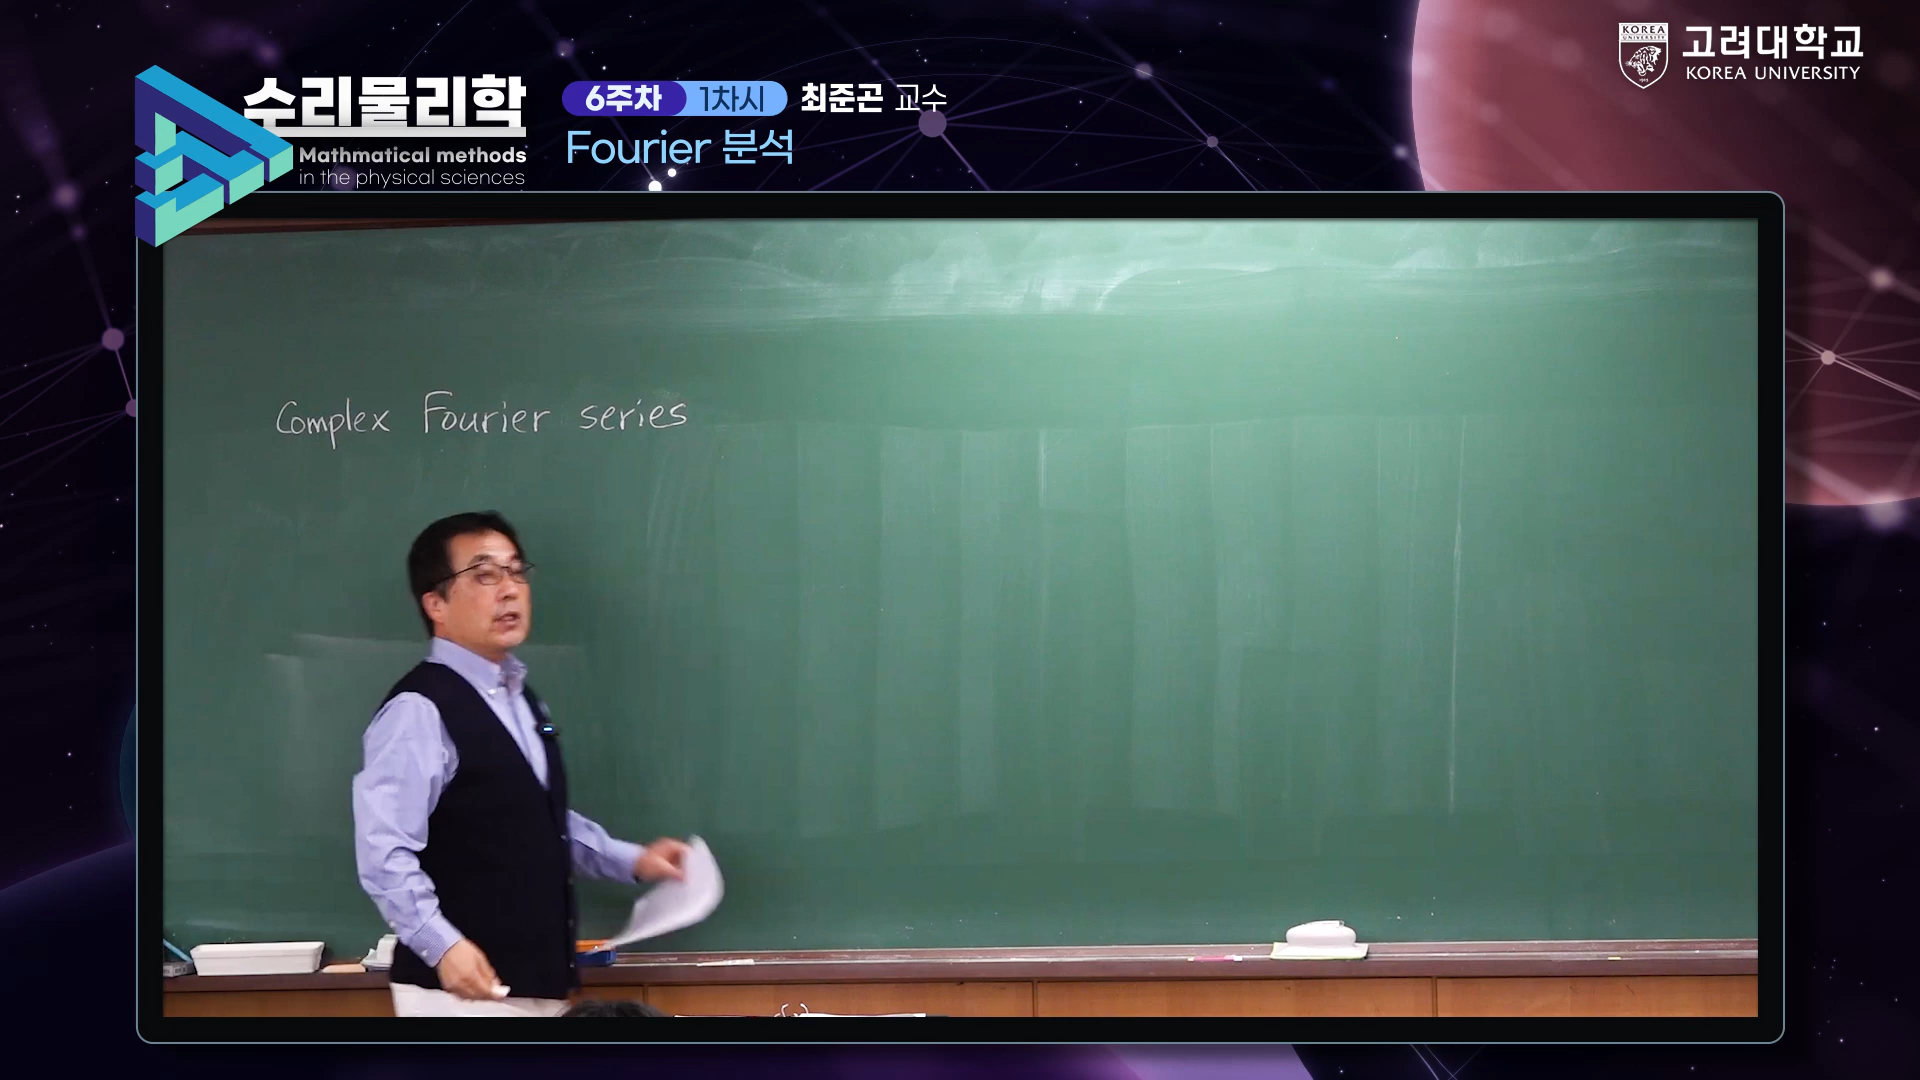 수리물리학
Mathmatical methods
in the physical sciences
6주차 1차시 최준곤 교수
Fourier 분석
KOREA
UNIVERSITY
1905
고려대학교
KOREA UNIVERSITY
Complex Fourier series